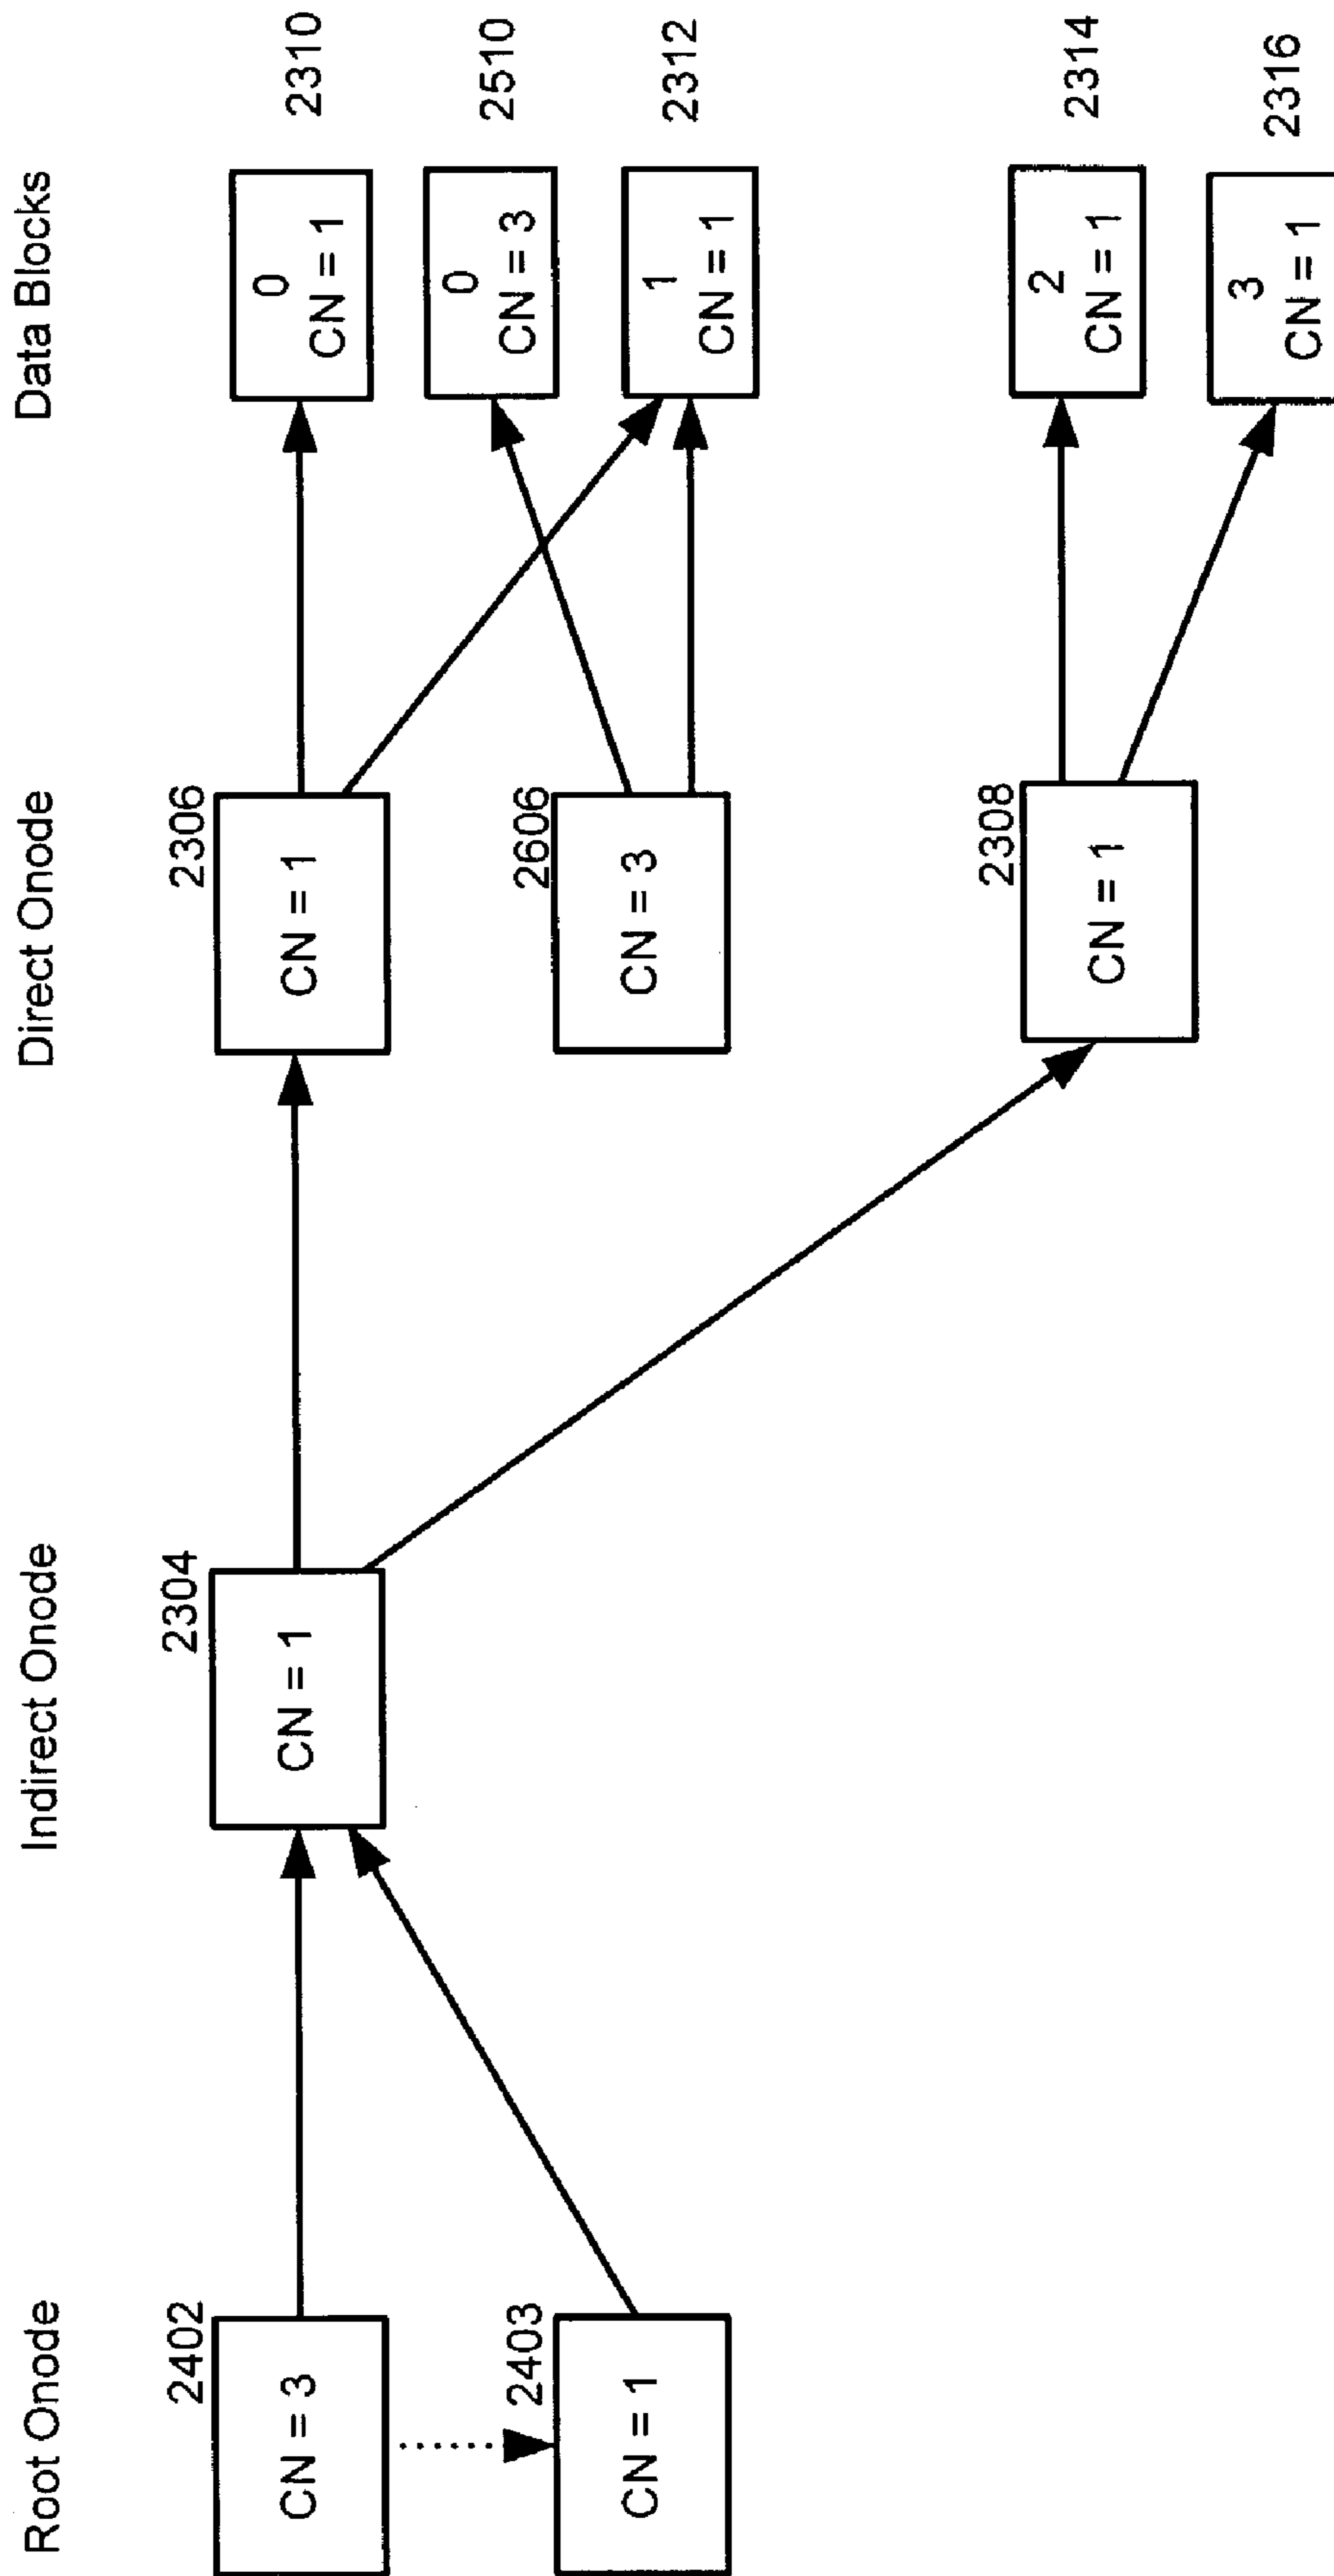 Root Onode
Indirect Onode
Direct Onode
Data Blocks
2402
CN = 3
2403
CN = 1
2304
CN = 1
2306
CN = 1
2606
CN = 3
2308
CN = 1
0
CN = 1
2310
0
CN = 3
2510
1
CN = 1
2312
2
CN = 1
2314
3
CN = 1
2316